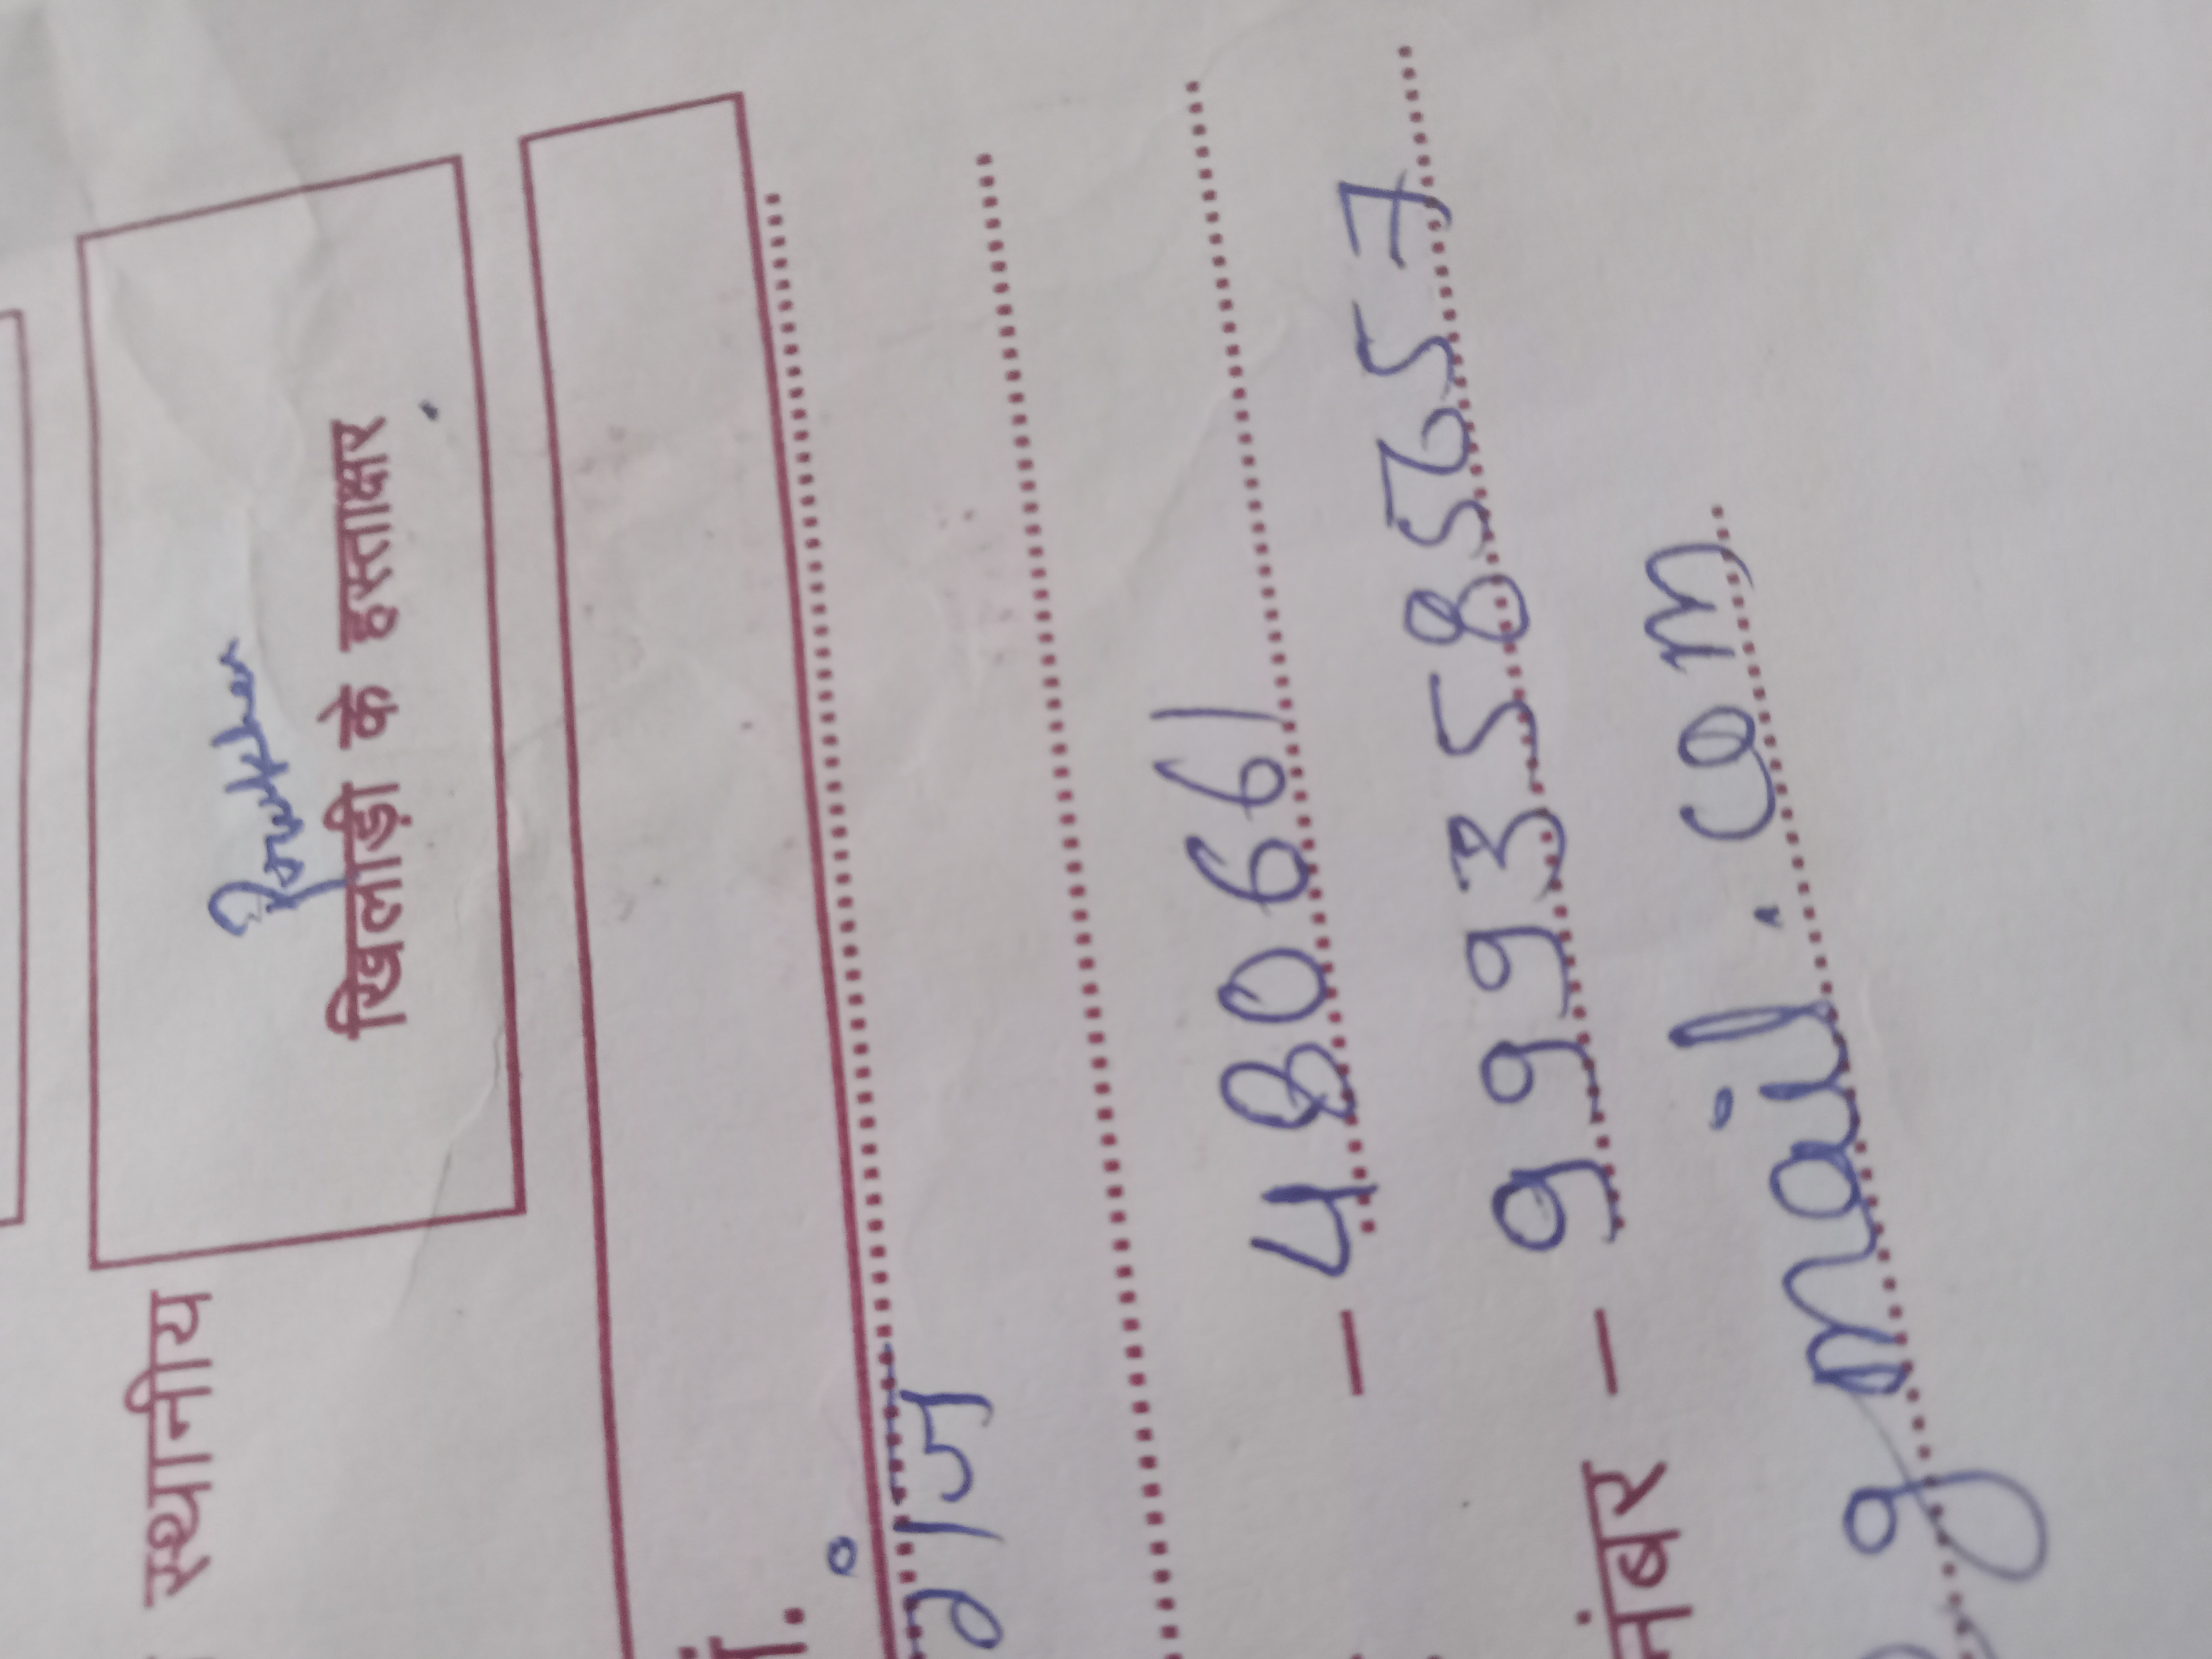 स्थानीय
खिलाड़ी के हस्ताक्षर
गंज
- 480661
नंबर -9993585657
gmail.com